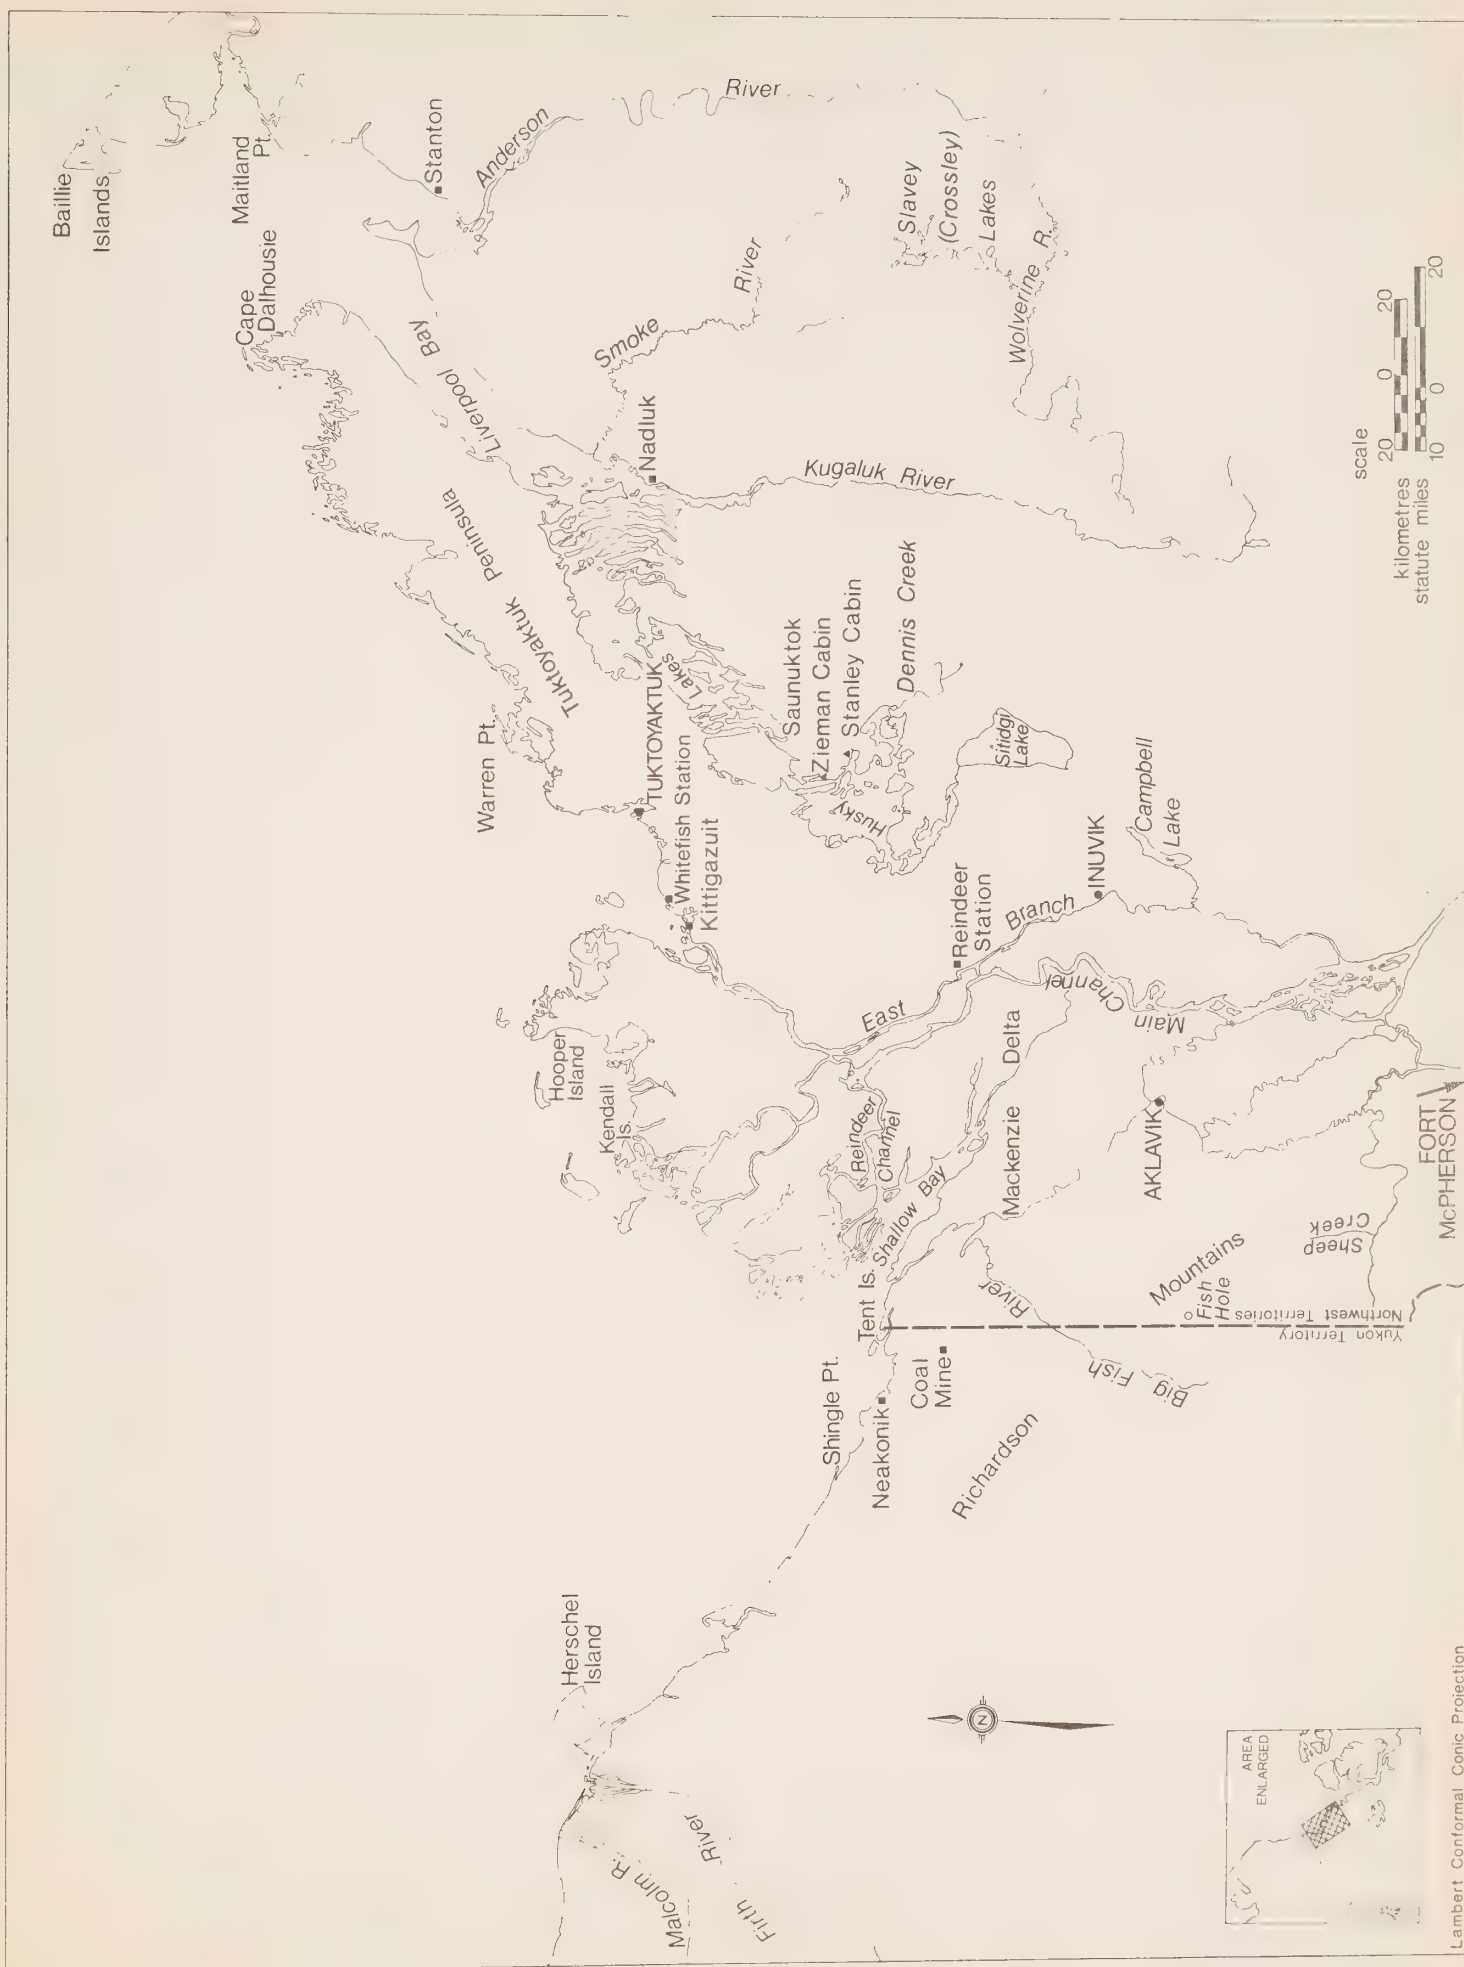 Baillie
Islands
Maitland
Pt.
Cape
Dalhousie
Stanton
Anderson
River
Liverpool Bay
Smoke
River
Slavey
(Crossley)
Lakes
Wolverine R.
Nadluk
Kugaluk River
Tuktoyaktuk Peninsula
Warren Pt.
TUKTOYAKTUK
Whitefish Station
Kittigazuit
Husky
Lakes
Saunuktok
Zieman Cabin
Stanley Cabin
Dennis Creek
Sitidgi
Lake
Campbell
Lake
INUVIK
Reindeer
Station
East
Branch
Main
Channel
Hooper
Island
Kendall
Is.
Reindeer
Channel
Shallow Bay
Mackenzie Delta
AKLAVIK
Tent Is.
Shingle Pt.
Neakonik
Coal
Mine
Big Fish
River
Richardson
Mountains
Fish
Hole
Sheep
Creek
Yukon Territory
Northwest Territories
FORT
McPHERSON
Herschel
Island
Malcolm R.
Firth
River
N
AREA
ENLARGED
scale
20 0 20
kilometres
statute miles
10 0 20
Lambert Conformal Conic Projection